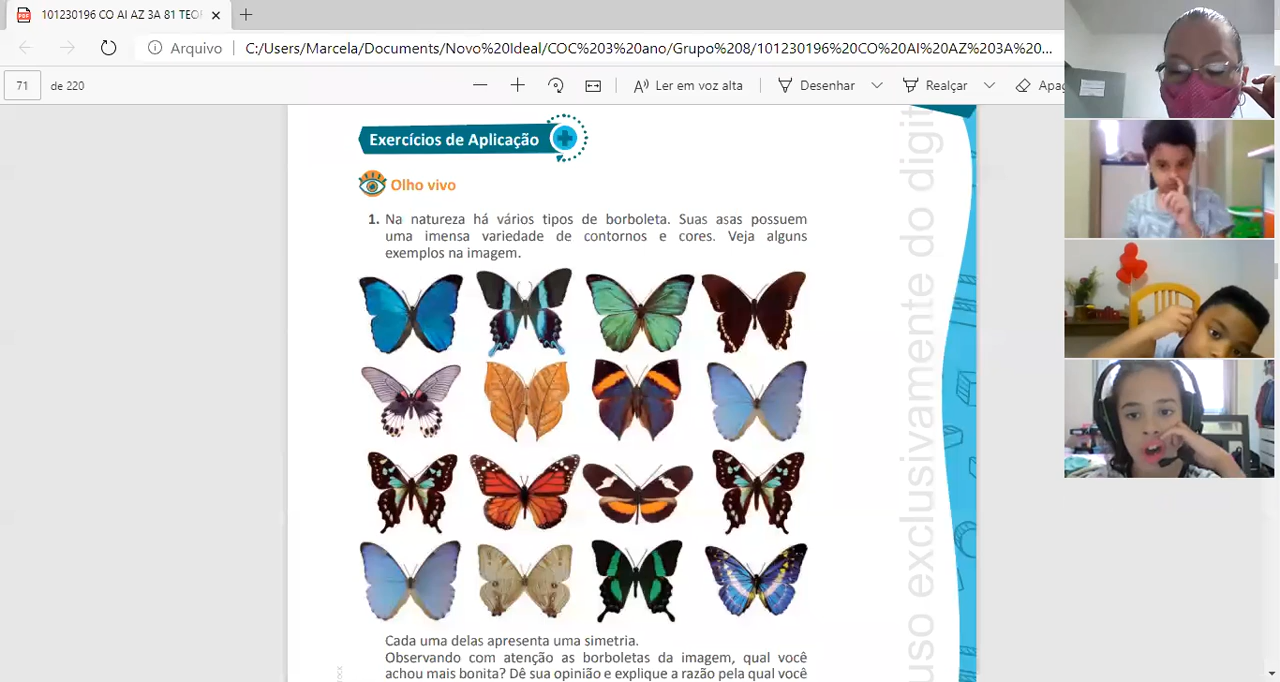 101230196 CO AI AZ 3A 81 TEO
Arquivo
C:/Users/Marcela/Documents/Novo%20Ideal/COC%203%20ano/Grupo%208/101230196%20CO%20AI%20AZ%203A%20...
71 de 220
Ler em voz alta
Desenhar
Realçar
Apag
Exercícios de Aplicação
Olho vivo
1. Na natureza há vários tipos de borboleta. Suas asas possuem
uma imensa variedade de contornos e cores. Veja alguns
exemplos na imagem.
Cada uma delas apresenta uma simetria.
Observando com atenção as borboletas da imagem, qual você
achou mais bonita? Dê sua opinião e explique a razão pela qual você
uso exclusivamente do digit